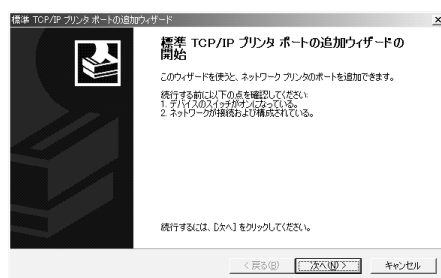 標準 TCP/IP プリンタ ポートの追加ウィザード
標準 TCP/IP プリンタ ポートの追加ウィザードの
開始
このウィザードを使うと、ネットワーク プリンタのポートを追加できます。
続行する前に以下の点を確認してください:
1. デバイスのスイッチがオンになっている。
2. ネットワークが接続および構成されている。
続行するには、[次へ] をクリックしてください。
< 戻る(B) 次へ(N) > キャンセル